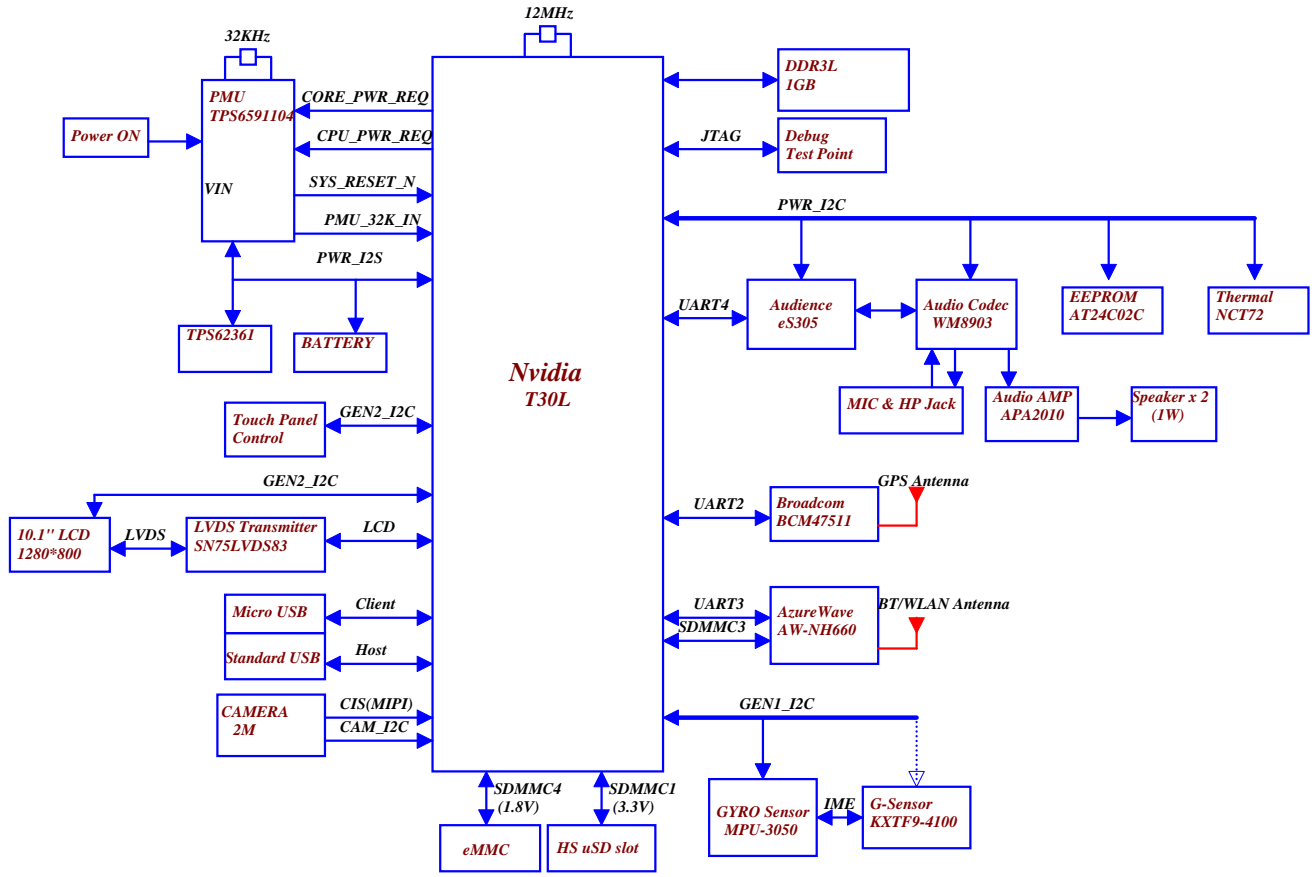 12MHz
32KHz
PMU
TPS6591104
VIN
Power ON
CORE_PWR_REQ
CPU_PWR_REQ
SYS_RESET_N
PMU_32K_IN
PWR_I2S
TPS62361
BATTERY
Nvidia
T30L
DDR3L
1GB
JTAG
Debug
Test Point
PWR_I2C
UART4
Audience
eS305
Audio Codec
WM8903
EEPROM
AT24C02C
Thermal
NCT72
MIC & HP Jack
Audio AMP
APA2010
Speaker x 2
(1W)
Touch Panel
Control
GEN2_I2C
GEN2_I2C
10.1" LCD
1280*800
LVDS
LVDS Transmitter
SN75LVDS83
LCD
UART2
Broadcom
BCM47511
GPS Antenna
Micro USB
Client
Standard USB
Host
UART3
SDMMC3
AzureWave
AW-NH660
BT/WLAN Antenna
CAMERA
2M
CIS(MIPI)
CAM_I2C
GEN1_I2C
SDMMC4
(1.8V)
SDMMC1
(3.3V)
eMMC
HS uSD slot
GYRO Sensor
MPU-3050
IME
G-Sensor
KXTF9-4100